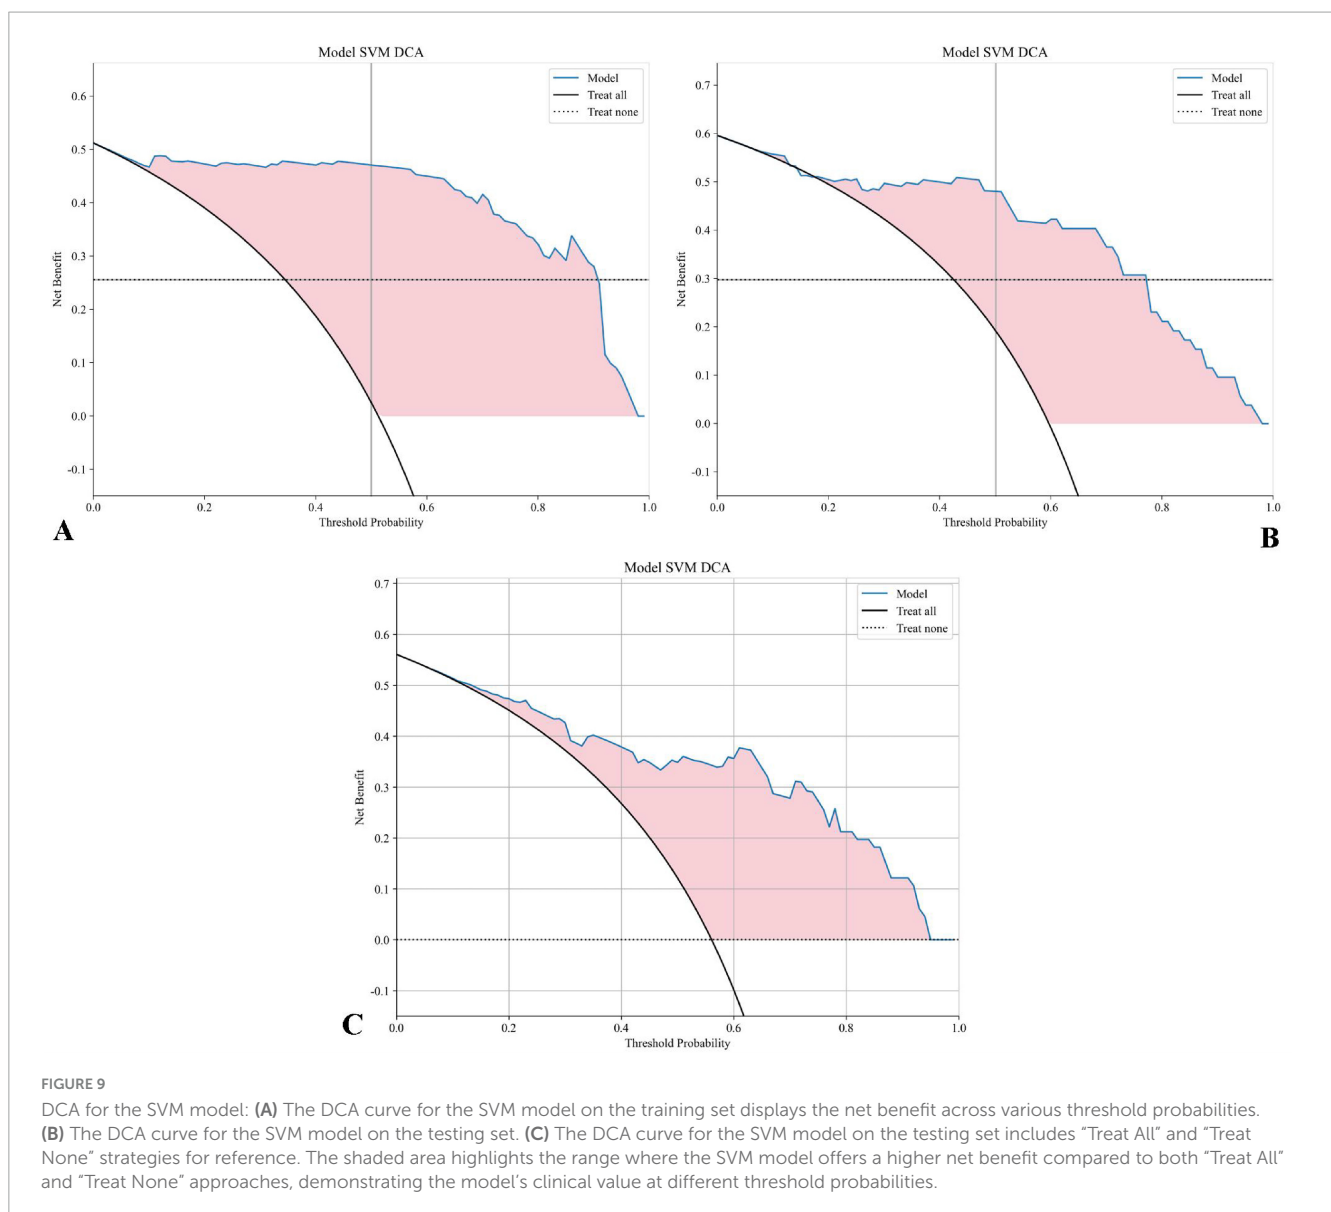 Model SVM DCA
Model
Treat all
Treat none
0.6
0.5
0.4
0.3
0.2
0.1
0.0
-0.1
Net Benefit
0.0 0.2 0.4 0.6 0.8 1.0
Threshold Probability
A
Model SVM DCA
Model
Treat all
Treat none
0.7
0.6
0.5
0.4
0.3
0.2
0.1
0.0
-0.1
Net Benefit
0.0 0.2 0.4 0.6 0.8 1.0
Threshold Probability
B
Model SVM DCA
Model
Treat all
Treat none
0.7
0.6
0.5
0.4
0.3
0.2
0.1
0.0
-0.1
Net Benefit
0.0 0.2 0.4 0.6 0.8 1.0
Threshold Probability
C
FIGURE 9
DCA for the SVM model: (A) The DCA curve for the SVM model on the training set displays the net benefit across various threshold probabilities.
(B) The DCA curve for the SVM model on the testing set. (C) The DCA curve for the SVM model on the testing set includes “Treat All” and “Treat
None” strategies for reference. The shaded area highlights the range where the SVM model offers a higher net benefit compared to both “Treat All”
and “Treat None” approaches, demonstrating the model’s clinical value at different threshold probabilities.